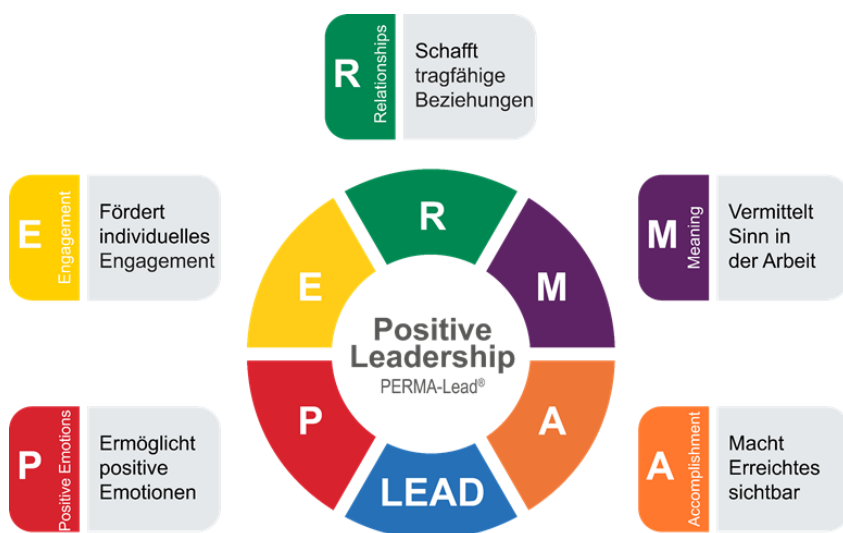 R
Relationships
Schafft
tragfähige
Beziehungen
E
Engagement
Fördert
individuelles
Engagement
M
Meaning
Vermittelt
Sinn in
der Arbeit
P
Positive Emotions
Ermöglicht
positive
Emotionen
A
Accomplishment
Macht
Erreichtes
sichtbar
R
E
M
Positive
Leadership
PERMA-Lead®
P
A
LEAD